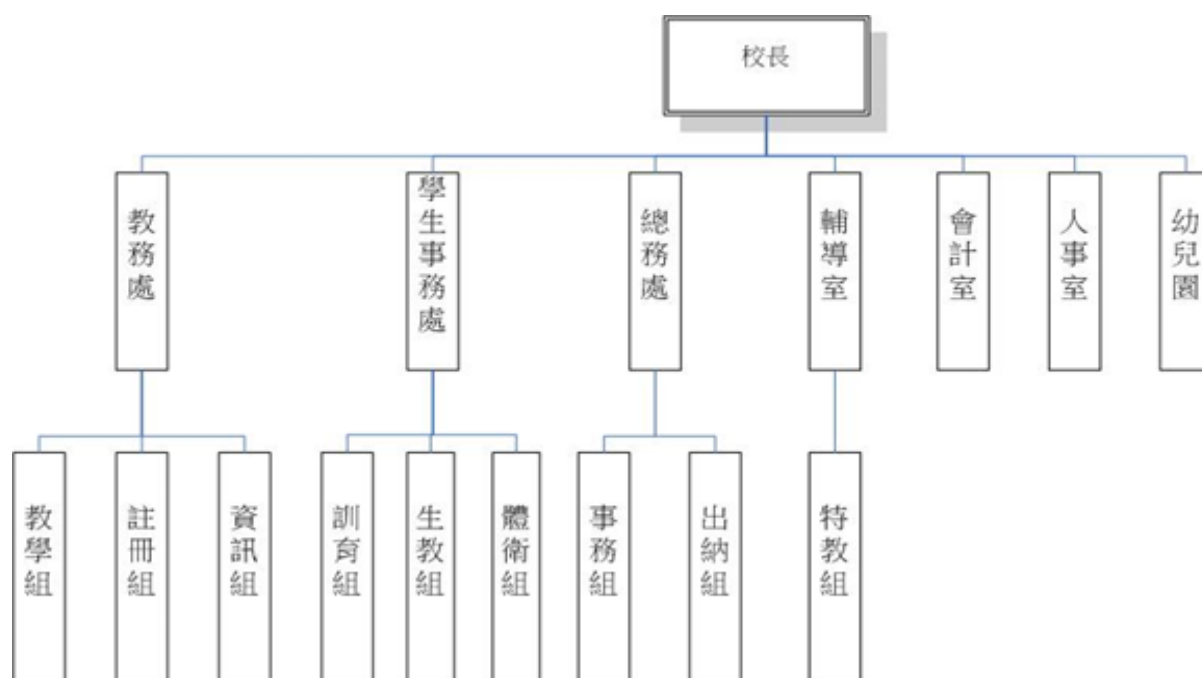 校長
教務處
學生事務處
總務處
輔導室
會計室
人事室
幼兒園
教學組
註冊組
資訊組
訓育組
生教組
體衛組
事務組
出納組
特教組